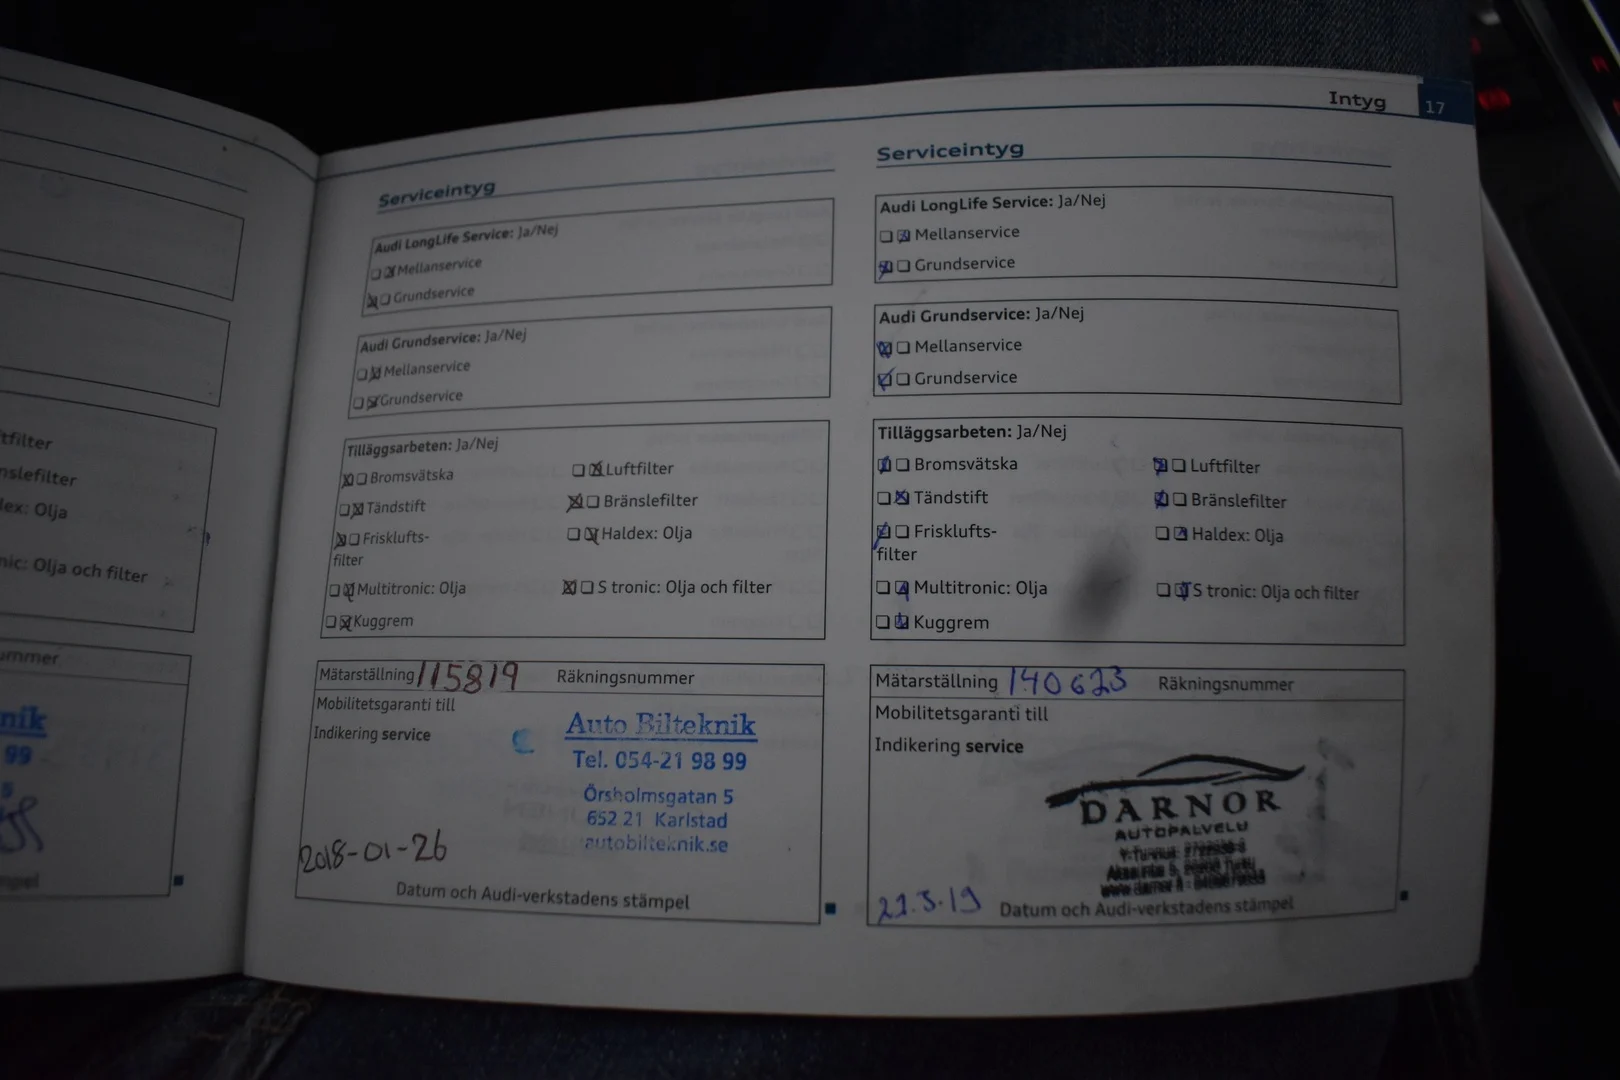 tfilter
nslefilter
lex: Olja
nic: Olja och filter
ummer
nik
99
mpel
Intyg 17
Serviceintyg
Audi LongLife Service: Ja/Nej
Mellanservice
Grundservice
Audi Grundservice: Ja/Nej
Mellanservice
Grundservice
Tilläggsarbeten: Ja/Nej
Bromsvätska Luftfilter
Tändstift Bränslefilter
Frisklufts- Haldex: Olja
filter
Multitronic: Olja S tronic: Olja och filter
Kuggrem
Mätarställning 115819 Räkningsnummer
Mobilitetsgaranti till
Indikering service
Auto Bilteknik
Tel. 054-21 98 99
Örsholmsgatan 5
652 21 Karlstad
autobilteknik.se
2018-01-26
Datum och Audi-verkstadens stämpel
Serviceintyg
Audi LongLife Service: Ja/Nej
Mellanservice
Grundservice
Audi Grundservice: Ja/Nej
Mellanservice
Grundservice
Tilläggsarbeten: Ja/Nej
Bromsvätska Luftfilter
Tändstift Bränslefilter
Frisklufts- Haldex: Olja
filter
Multitronic: Olja S tronic: Olja och filter
Kuggrem
Mätarställning 140623 Räkningsnummer
Mobilitetsgaranti till
Indikering service
DARNOR
AUTOPALVELU
Y-Tunnus:
Datum och Audi-verkstadens stämpel